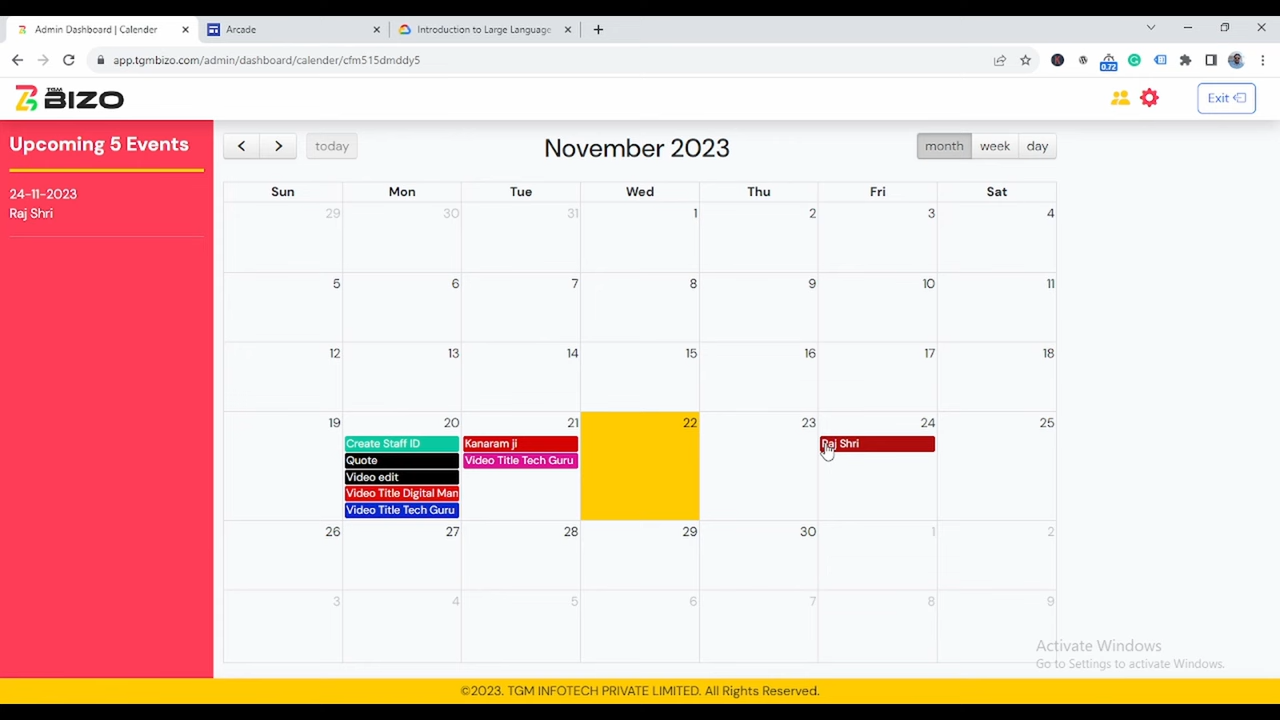 Admin Dashboard | Calender
Arcade
Introduction to Large Language
app.tgmbizo.com/admin/dashboard/calender/cfm515dmddy5
0.72
TGM
BIZO
Exit
Upcoming 5 Events
24-11-2023
Raj Shri
today
November 2023
month week day
Sun Mon Tue Wed Thu Fri Sat
29 30 31 1 2 3 4
5 6 7 8 9 10 11
12 13 14 15 16 17 18
19 20 21 22 23 24 25
Create Staff ID Kanaram ji Raj Shri
Quote Video Title Tech Guru
Video edit
Video Title Digital Man
Video Title Tech Guru
26 27 28 29 30 1 2
3 4 5 6 7 8 9
Activate Windows
Go to Settings to activate Windows.
©2023. TGM INFOTECH PRIVATE LIMITED. All Rights Reserved.